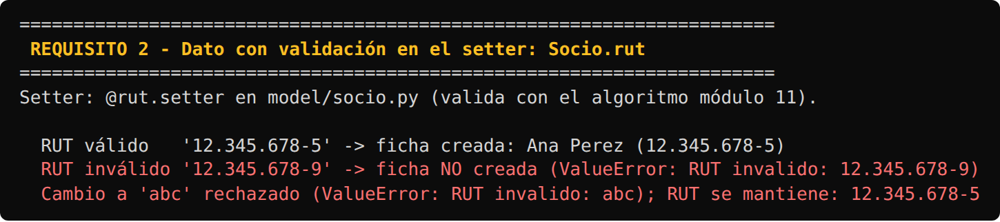 ======================================================================
REQUISITO 2 - Dato con validación en el setter: Socio.rut
======================================================================
Setter: @rut.setter en model/socio.py (valida con el algoritmo módulo 11).
RUT válido   '12.345.678-5' -> ficha creada: Ana Perez (12.345.678-5)
RUT inválido '12.345.678-9' -> ficha NO creada (ValueError: RUT invalido: 12.345.678-9)
Cambio a 'abc' rechazado (ValueError: RUT invalido: abc); RUT se mantiene: 12.345.678-5